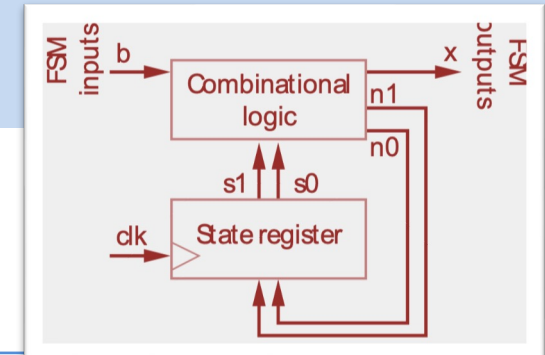 FSM
inputs
b
Combinational
logic
x
n1
n0
FSM
outputs
s1
s0
clk
State register